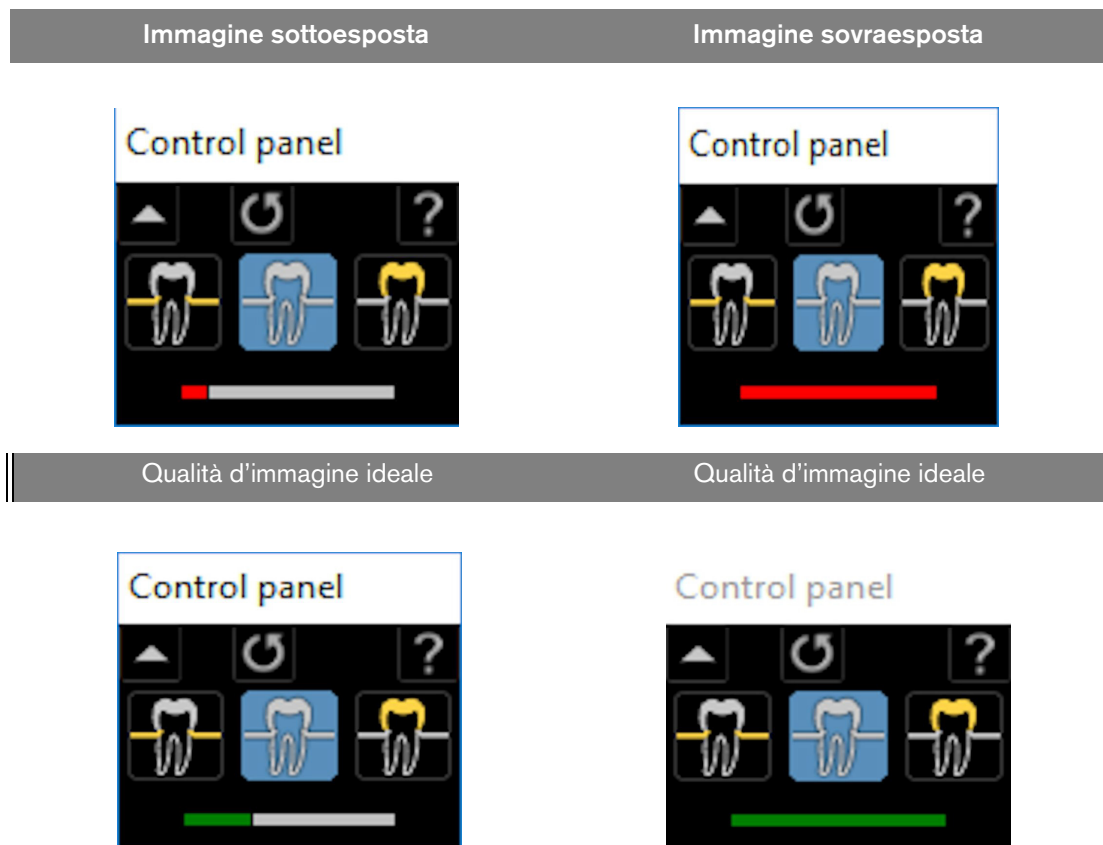 Immagine sottoesposta
Immagine sovraesposta
Control panel
Control panel
?
?
Qualità d'immagine ideale
Qualità d'immagine ideale
Control panel
Control panel
?
?